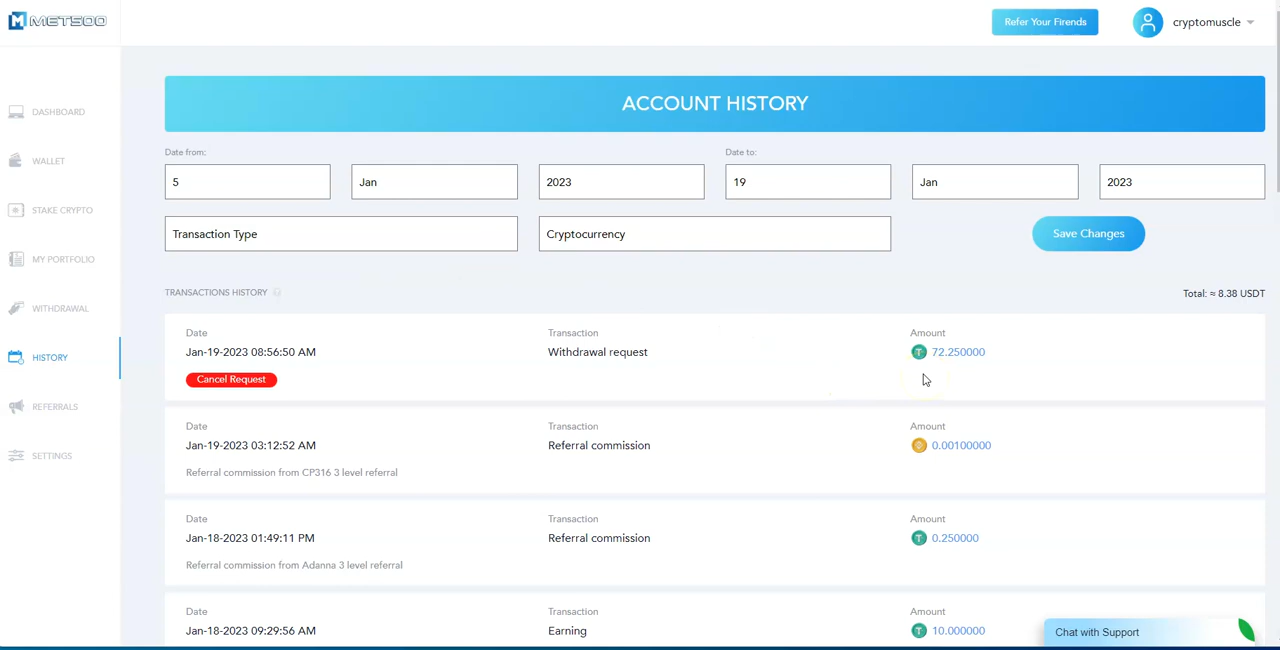 METSOO
Refer Your Firends
cryptomuscle
DASHBOARD
WALLET
STAKE CRYPTO
MY PORTFOLIO
WITHDRAWAL
HISTORY
REFERRALS
SETTINGS
ACCOUNT HISTORY
Date from:
Date to:
5 Jan 2023 19 Jan 2023
Transaction Type Cryptocurrency Save Changes
TRANSACTIONS HISTORY ?
Total: ≈ 8.38 USDT
Date Transaction Amount
Jan-19-2023 08:56:50 AM Withdrawal request 72.250000
Cancel Request
Date Transaction Amount
Jan-19-2023 03:12:52 AM Referral commission 0.00100000
Referral commission from CP316 3 level referral
Date Transaction Amount
Jan-18-2023 01:49:11 PM Referral commission 0.250000
Referral commission from Adanna 3 level referral
Date Transaction Amount
Jan-18-2023 09:29:56 AM Earning 10.000000
Chat with Support